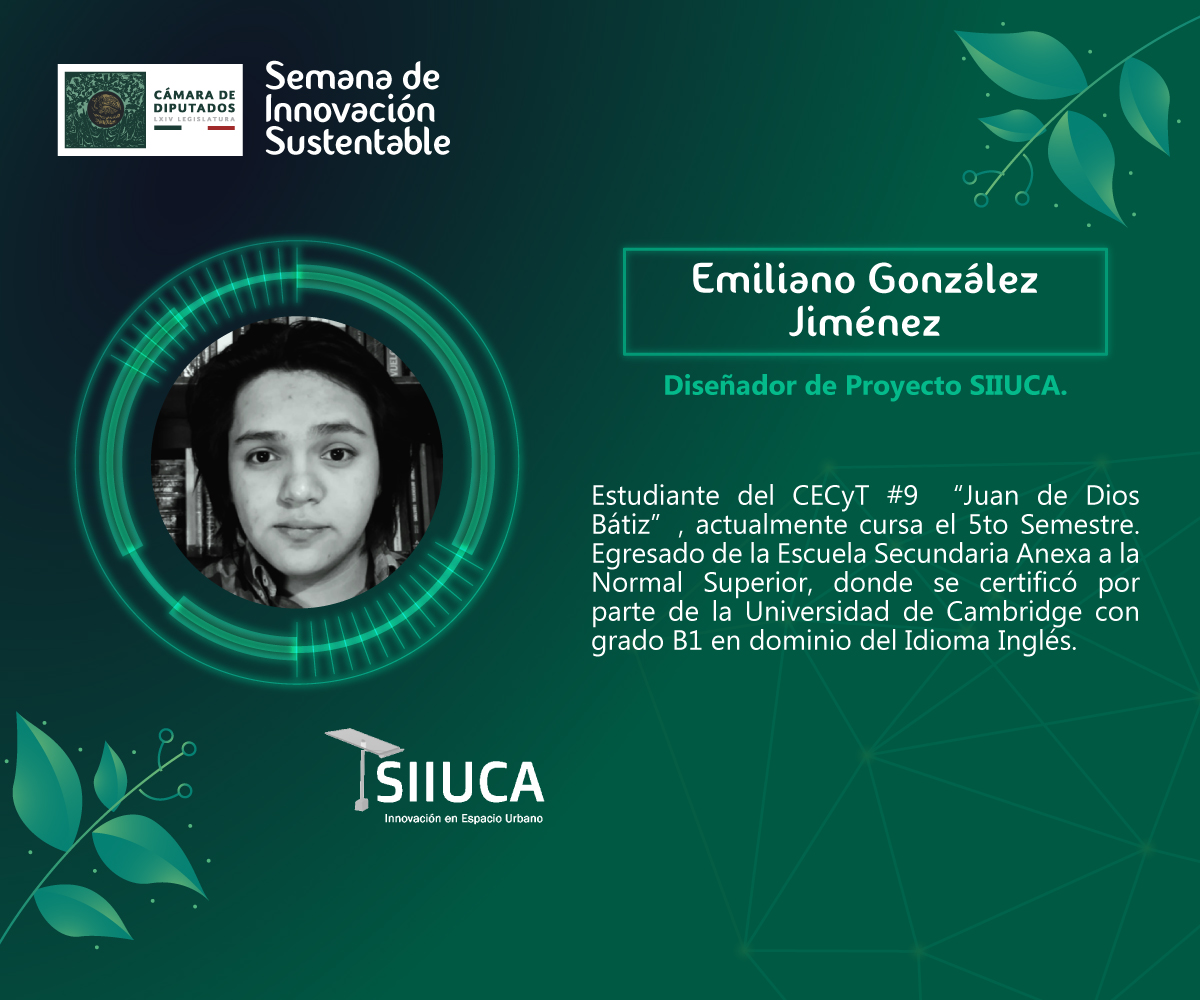 CÁMARA DE
DIPUTADOS
LXIV LEGISLATURA
Semana de
Innovación
Sustentable
Emiliano González
Jiménez
Diseñador de Proyecto SIIUCA.
Estudiante del CECyT #9 “Juan de Dios
Bátiz” , actualmente cursa el 5to Semestre.
Egresado de la Escuela Secundaria Anexa a la
Normal Superior, donde se certificó por
parte de la Universidad de Cambridge con
grado B1 en dominio del Idioma Inglés.
SIIUCA
Innovación en Espacio Urbano